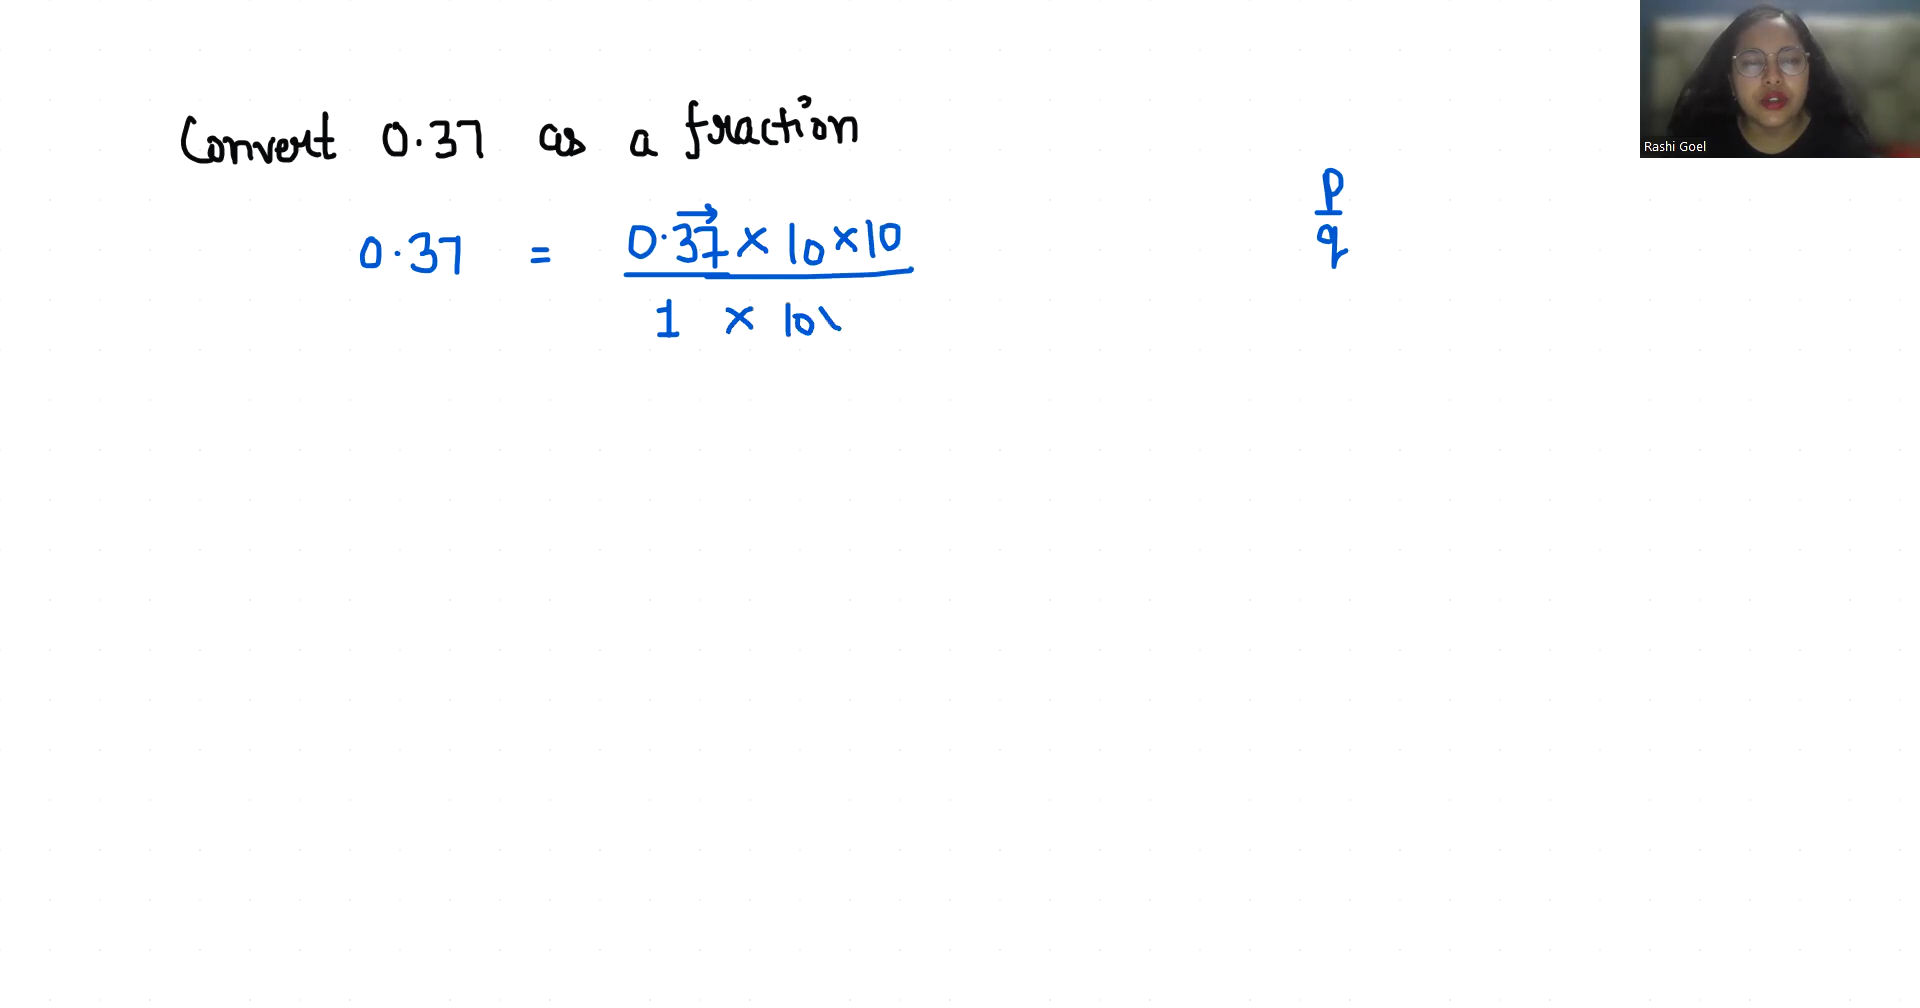 Convert 0.37 as a fraction
0.37 = 0.37 × 10 × 10
1 × 10
p
q
Rashi Goel